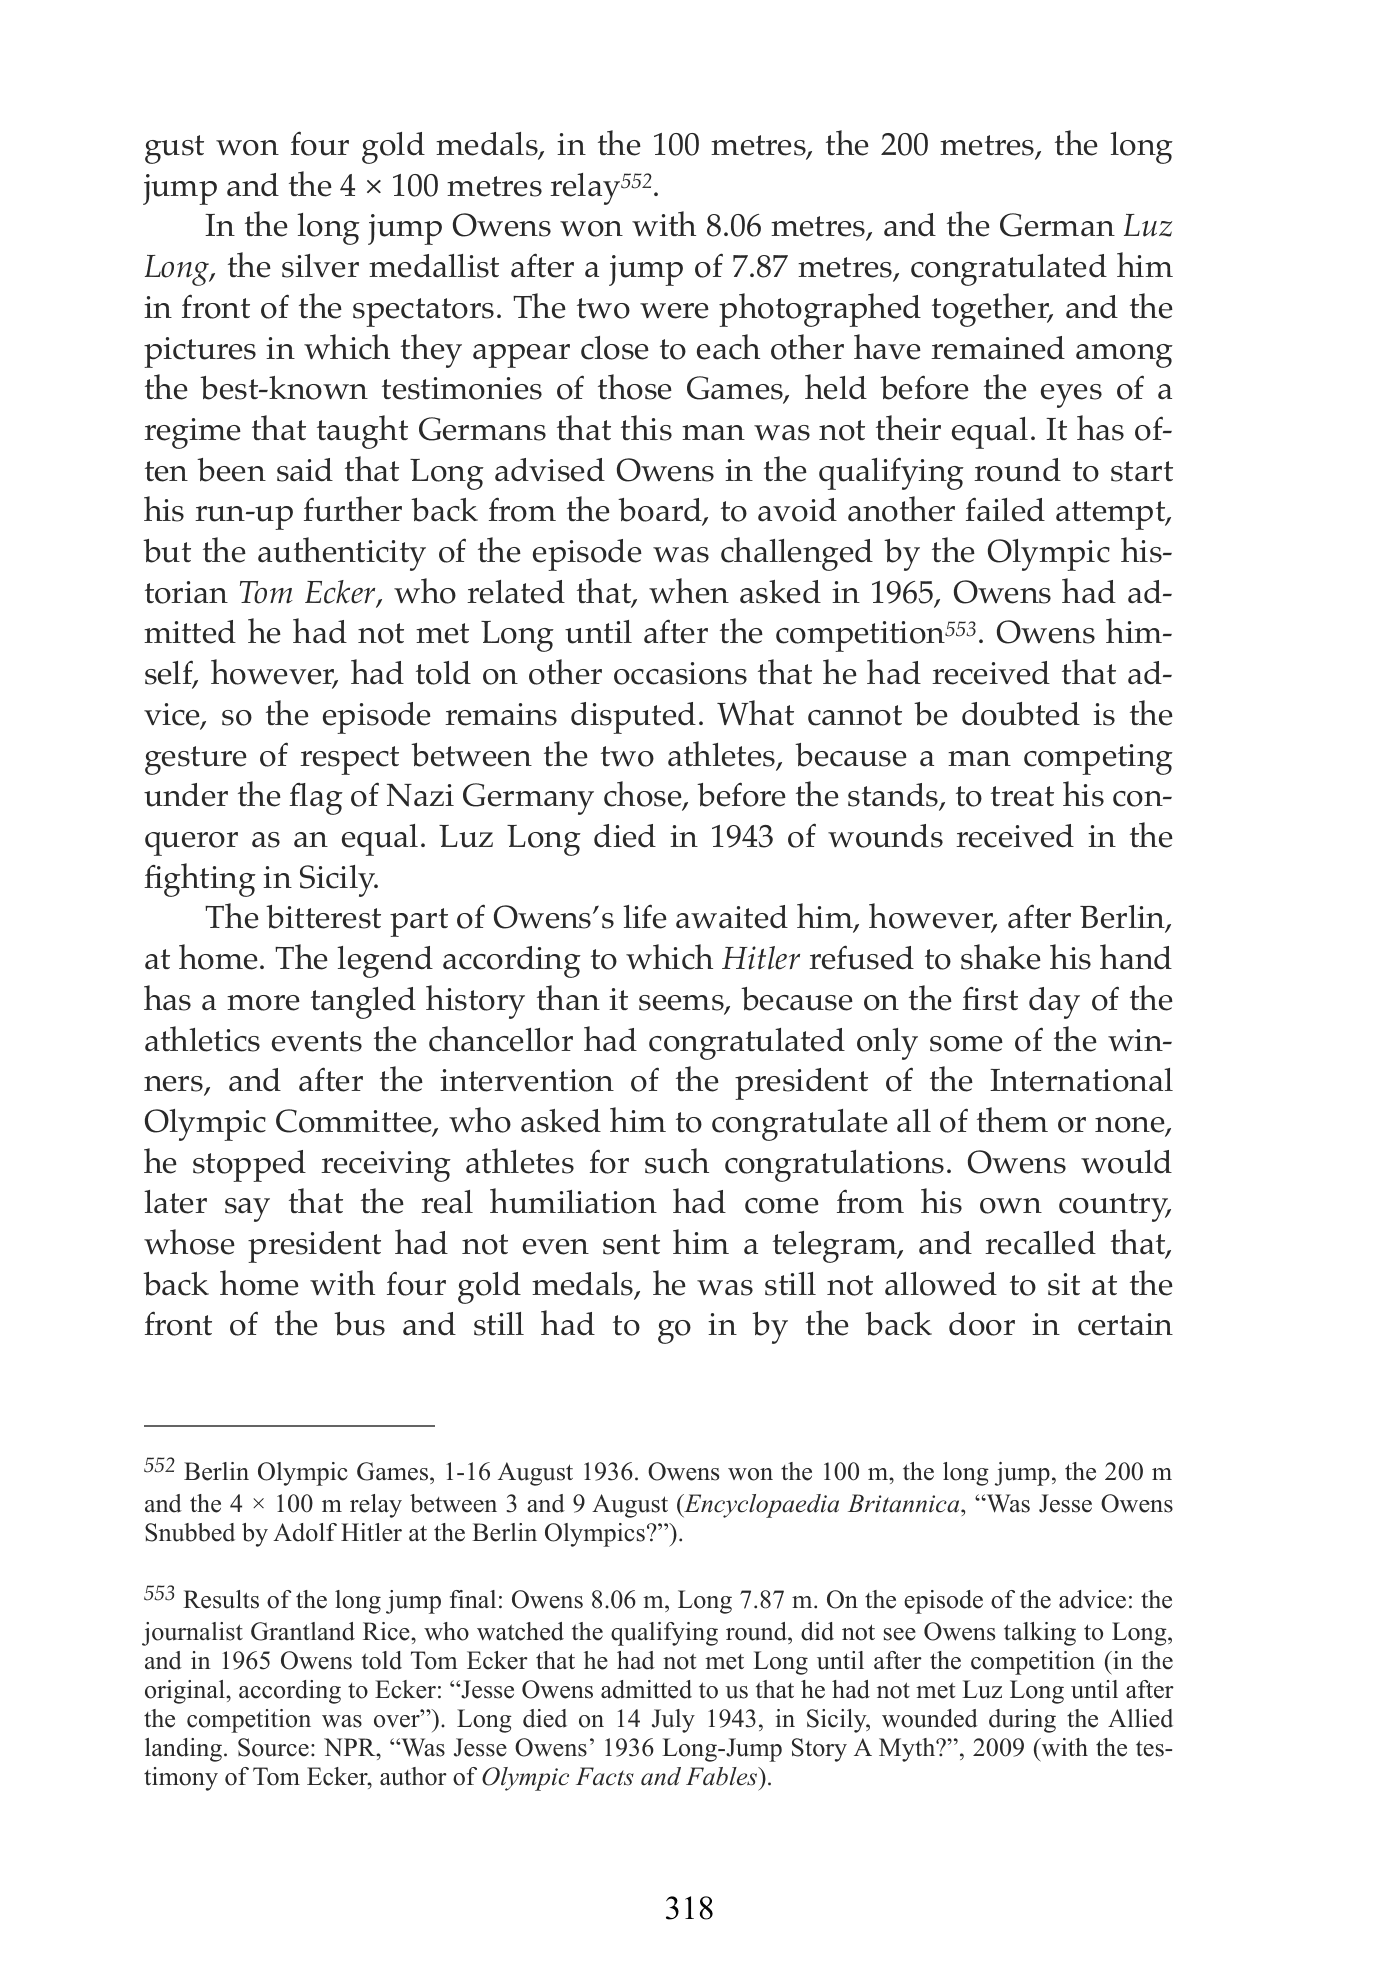 gust won four gold medals, in the 100 metres, the 200 metres, the long
jump and the 4 × 100 metres relay552.
In the long jump Owens won with 8.06 metres, and the German Luz
Long, the silver medallist after a jump of 7.87 metres, congratulated him
in front of the spectators. The two were photographed together, and the
pictures in which they appear close to each other have remained among
the best-known testimonies of those Games, held before the eyes of a
regime that taught Germans that this man was not their equal. It has of-
ten been said that Long advised Owens in the qualifying round to start
his run-up further back from the board, to avoid another failed attempt,
but the authenticity of the episode was challenged by the Olympic his-
torian Tom Ecker, who related that, when asked in 1965, Owens had ad-
mitted he had not met Long until after the competition553. Owens him-
self, however, had told on other occasions that he had received that ad-
vice, so the episode remains disputed. What cannot be doubted is the
gesture of respect between the two athletes, because a man competing
under the flag of Nazi Germany chose, before the stands, to treat his con-
queror as an equal. Luz Long died in 1943 of wounds received in the
fighting in Sicily.
The bitterest part of Owens’s life awaited him, however, after Berlin,
at home. The legend according to which Hitler refused to shake his hand
has a more tangled history than it seems, because on the first day of the
athletics events the chancellor had congratulated only some of the win-
ners, and after the intervention of the president of the International
Olympic Committee, who asked him to congratulate all of them or none,
he stopped receiving athletes for such congratulations. Owens would
later say that the real humiliation had come from his own country,
whose president had not even sent him a telegram, and recalled that,
back home with four gold medals, he was still not allowed to sit at the
front of the bus and still had to go in by the back door in certain
552 Berlin Olympic Games, 1-16 August 1936. Owens won the 100 m, the long jump, the 200 m
and the 4 × 100 m relay between 3 and 9 August (Encyclopaedia Britannica, “Was Jesse Owens
Snubbed by Adolf Hitler at the Berlin Olympics?”).
553 Results of the long jump final: Owens 8.06 m, Long 7.87 m. On the episode of the advice: the
journalist Grantland Rice, who watched the qualifying round, did not see Owens talking to Long,
and in 1965 Owens told Tom Ecker that he had not met Long until after the competition (in the
original, according to Ecker: “Jesse Owens admitted to us that he had not met Luz Long until after
the competition was over”). Long died on 14 July 1943, in Sicily, wounded during the Allied
landing. Source: NPR, “Was Jesse Owens’ 1936 Long-Jump Story A Myth?”, 2009 (with the tes-
timony of Tom Ecker, author of Olympic Facts and Fables).
318